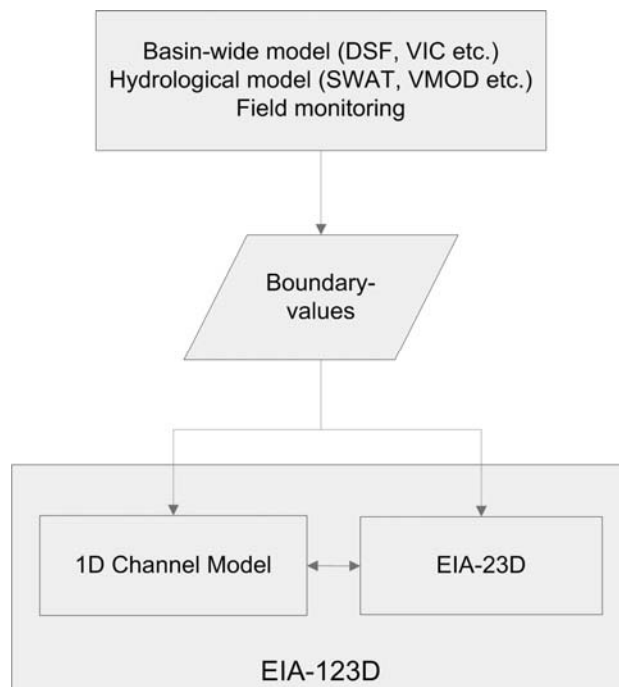 Basin-wide model (DSF, VIC etc.)
Hydrological model (SWAT, VMOD etc.)
Field monitoring
Boundary-
values
1D Channel Model
EIA-23D
EIA-123D